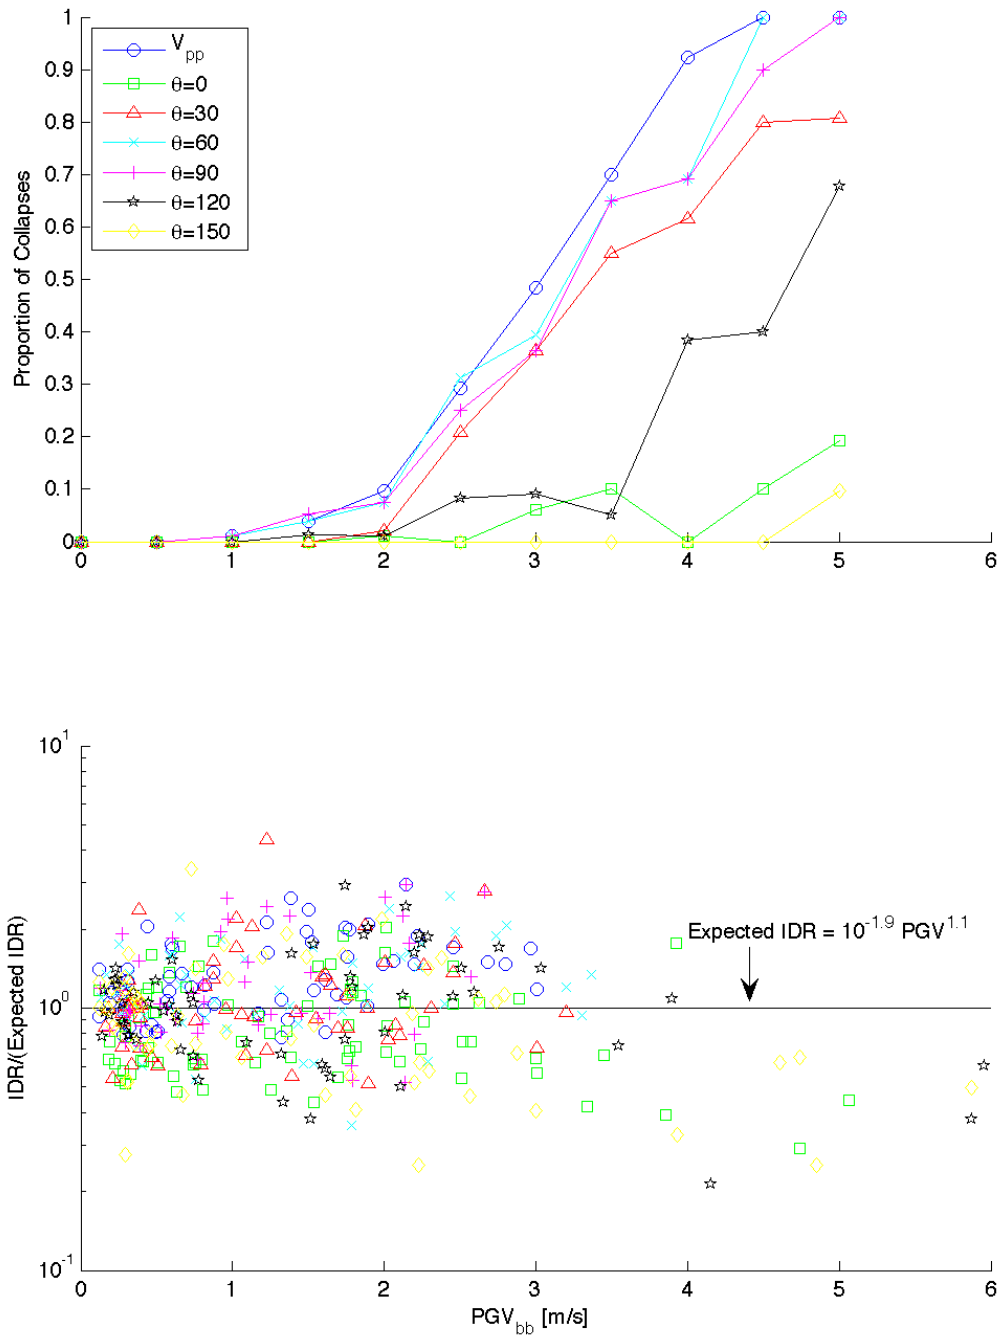 1
0.9
0.8
0.7
0.6
0.5
0.4
0.3
0.2
0.1
0
Proportion of Collapses
V_pp
θ=0
θ=30
θ=60
θ=90
θ=120
θ=150
0 1 2 3 4 5 6
10^1
10^0
10^-1
IDR/(Expected IDR)
Expected IDR = 10^-1.9 PGV^1.1
0 1 2 3 4 5 6
PGV_bb [m/s]